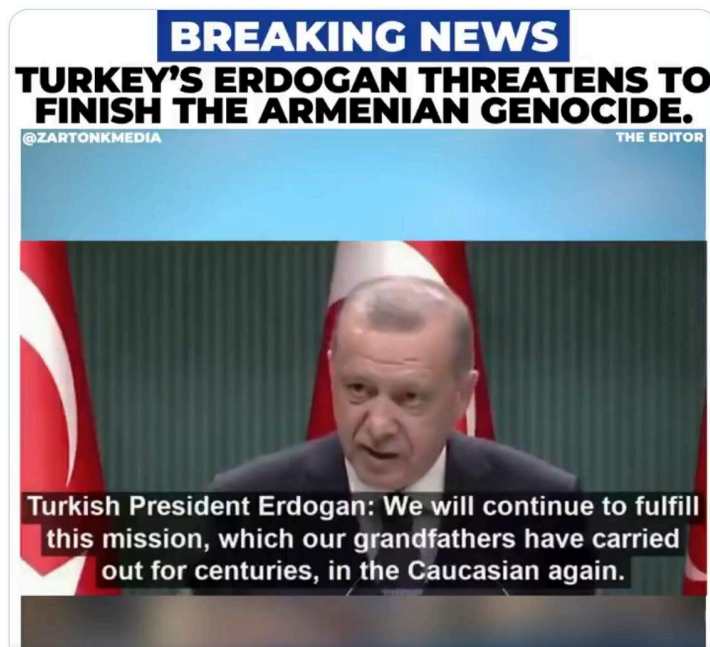 BREAKING NEWS
TURKEY'S ERDOGAN THREATENS TO
FINISH THE ARMENIAN GENOCIDE.
@ZARTONKMEDIA
THE EDITOR
Turkish President Erdogan: We will continue to fulfill
this mission, which our grandfathers have carried
out for centuries, in the Caucasian again.